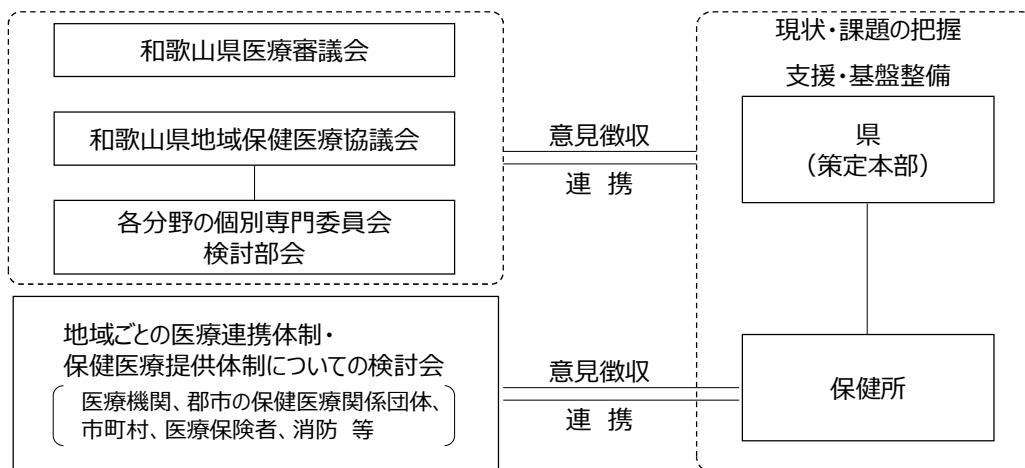 和歌山県医療審議会
和歌山県地域保健医療協議会
各分野の個別専門委員会
検討部会
地域ごとの医療連携体制・
保健医療提供体制についての検討会
医療機関、郡市の保健医療関係団体、
市町村、医療保険者、消防 等
意見徴収
連 携
意見徴収
連 携
現状・課題の把握
支援・基盤整備
県
（策定本部）
保健所